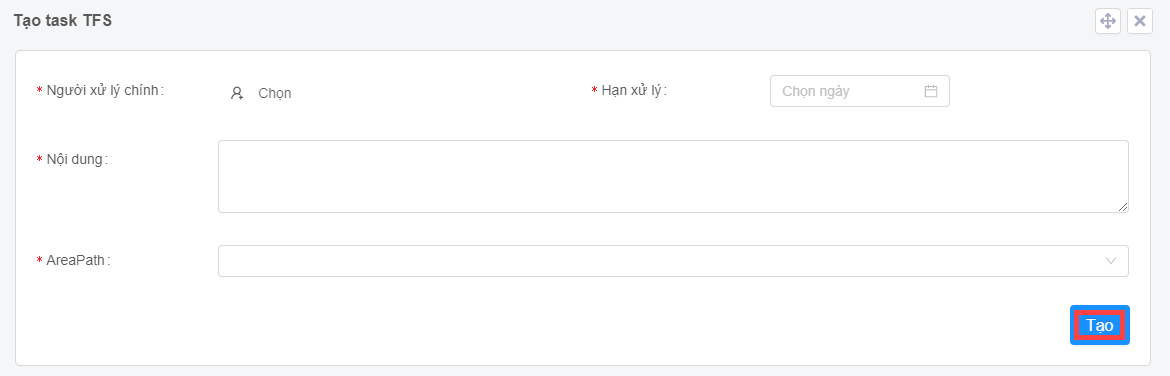 Tạo task TFS
* Người xử lý chính: Chọn * Hạn xử lý: Chọn ngày
* Nội dung:
* AreaPath:
Tạo